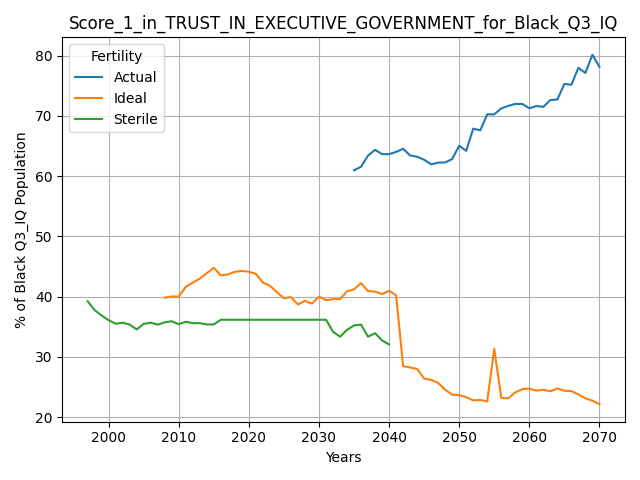 Score_1_in_TRUST_IN_EXECUTIVE_GOVERNMENT_for_Black_Q3_IQ
Fertility
Actual
Ideal
Sterile
% of Black Q3_IQ Population
80
70
60
50
40
30
20
2000 2010 2020 2030 2040 2050 2060 2070
Years